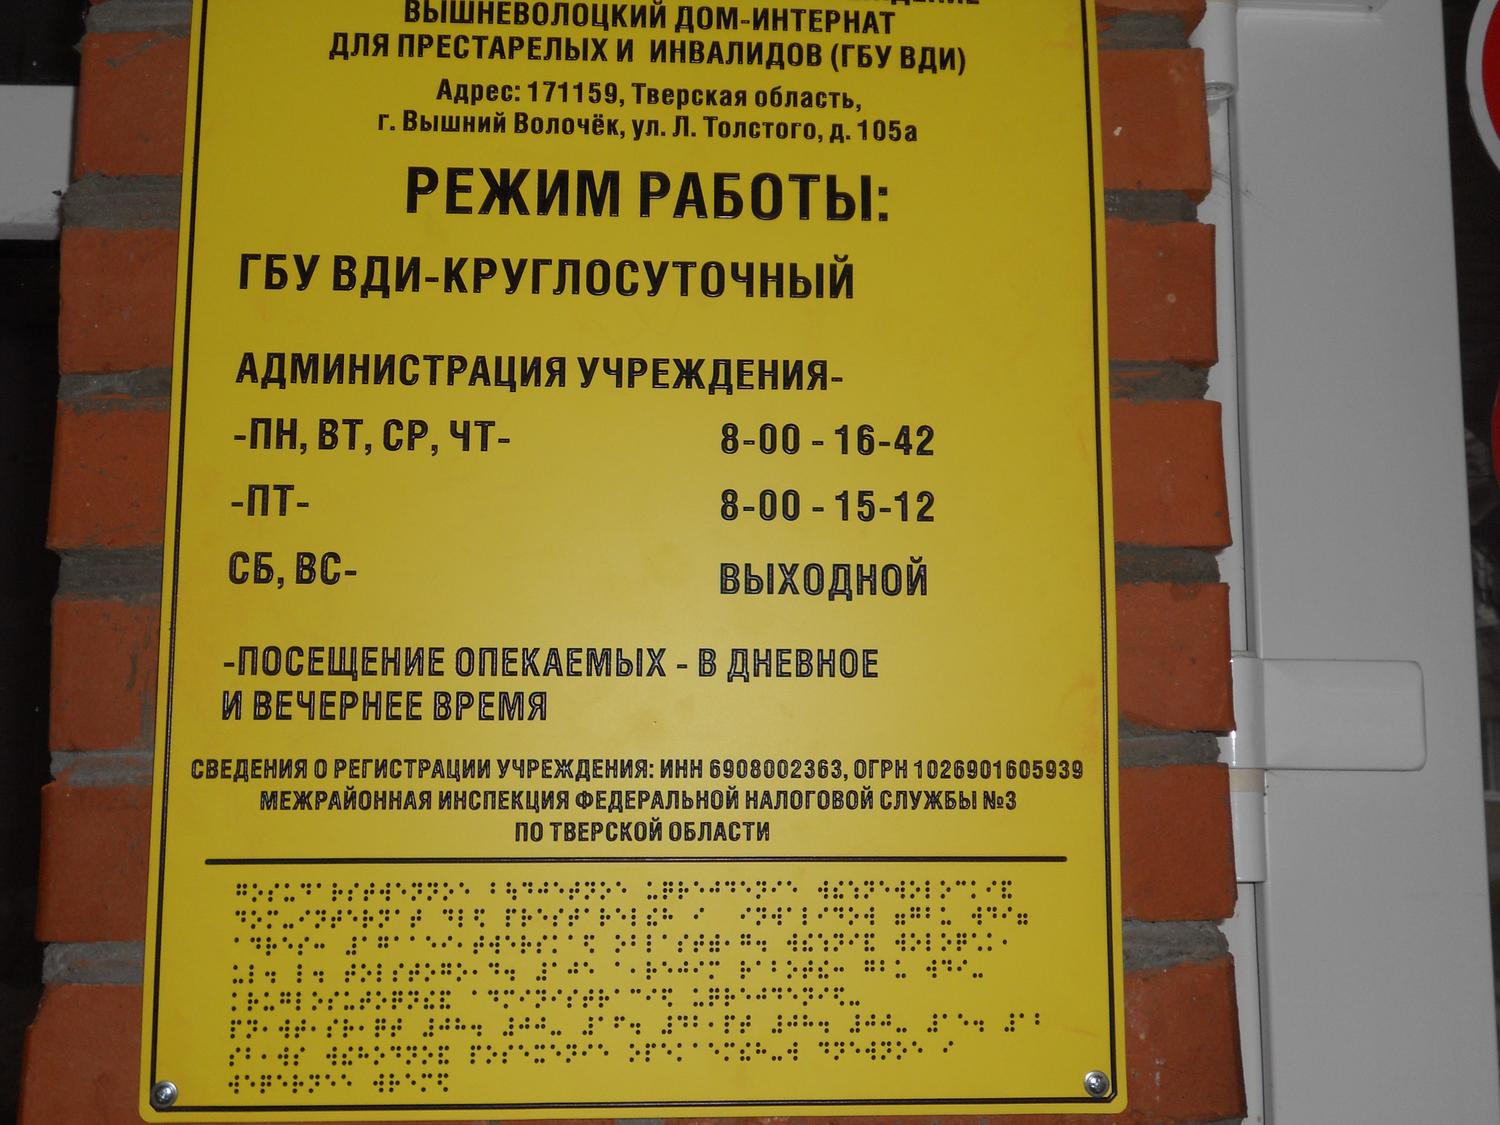 ВЫШНЕВОЛОЦКИЙ ДОМ-ИНТЕРНАТ
ДЛЯ ПРЕСТАРЕЛЫХ И ИНВАЛИДОВ (ГБУ ВДИ)
Адрес: 171159, Тверская область,
г. Вышний Волочёк, ул. Л. Толстого, д. 105а
РЕЖИМ РАБОТЫ:
ГБУ ВДИ-КРУГЛОСУТОЧНЫЙ
АДМИНИСТРАЦИЯ УЧРЕЖДЕНИЯ-
-ПН, ВТ, СР, ЧТ- 8-00 - 16-42
-ПТ- 8-00 - 15-12
СБ, ВС- ВЫХОДНОЙ
-ПОСЕЩЕНИЕ ОПЕКАЕМЫХ - В ДНЕВНОЕ
И ВЕЧЕРНЕЕ ВРЕМЯ
СВЕДЕНИЯ О РЕГИСТРАЦИИ УЧРЕЖДЕНИЯ: ИНН 6908002363, ОГРН 1026901605939
МЕЖРАЙОННАЯ ИНСПЕКЦИЯ ФЕДЕРАЛЬНОЙ НАЛОГОВОЙ СЛУЖБЫ №3
ПО ТВЕРСКОЙ ОБЛАСТИ